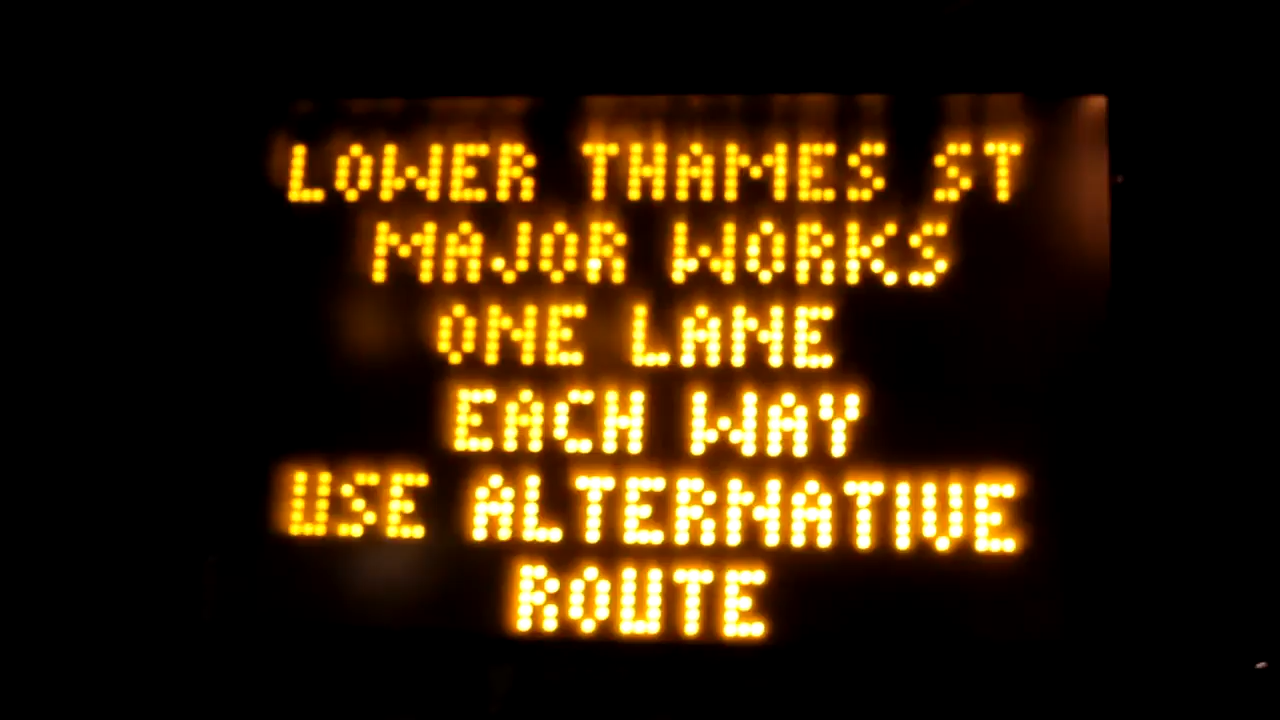 LOWER THAMES ST
MAJOR WORKS
ONE LANE
EACH WAY
USE ALTERNATIVE
ROUTE